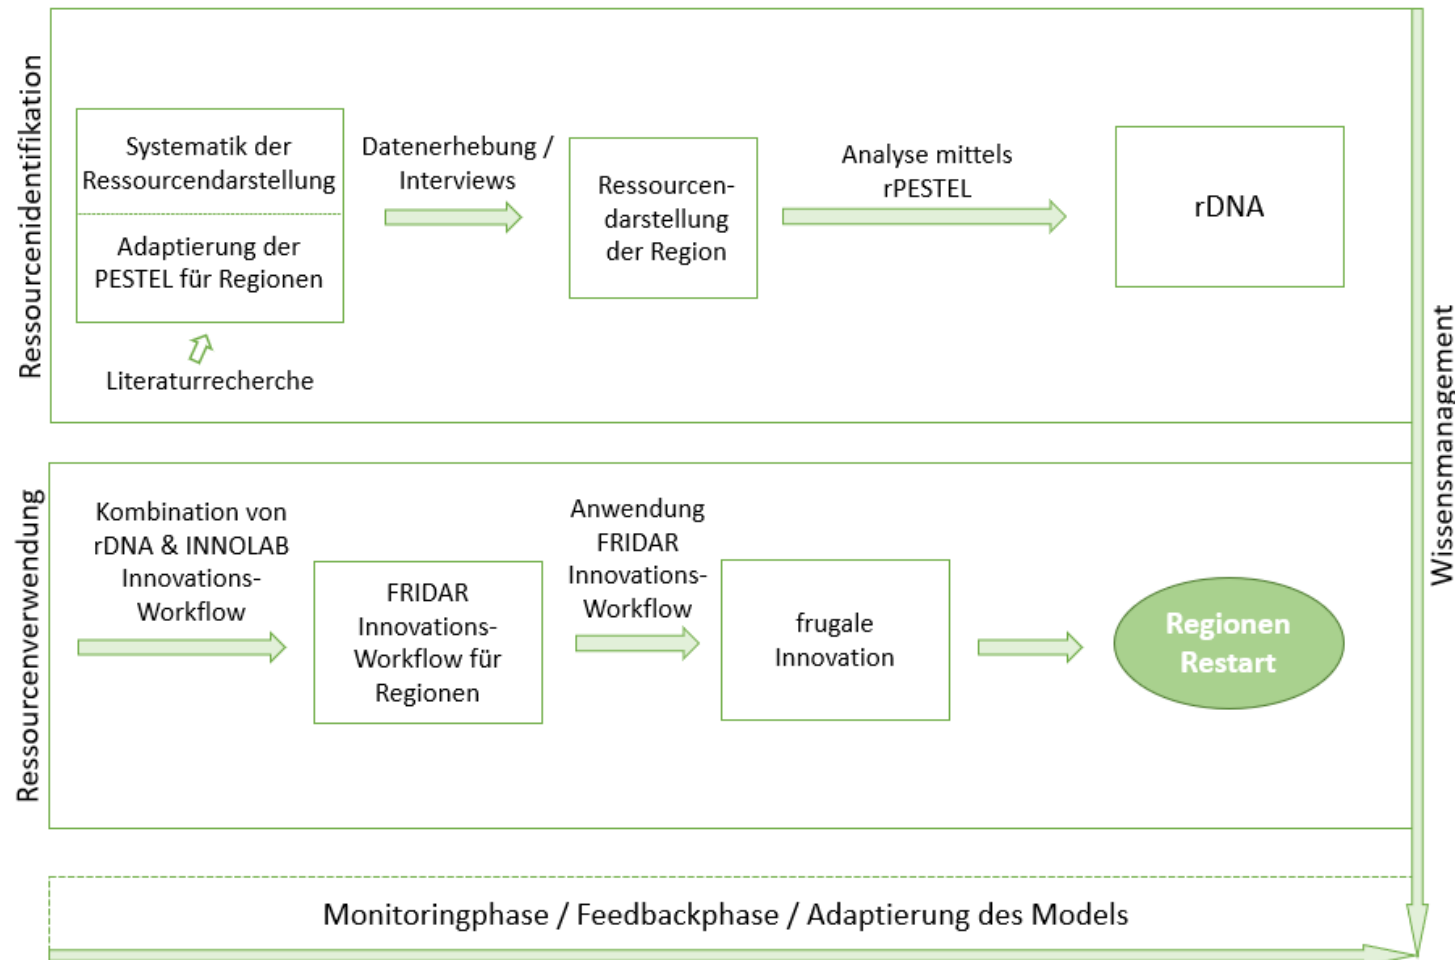 Ressourcenidentifikation
Systematik der
Ressourcendarstellung
Adaptierung der
PESTEL für Regionen
Literaturrecherche
Datenerhebung /
Interviews
Ressourcen-
darstellung
der Region
Analyse mittels
rPESTEL
rDNA
Wissensmanagement
Ressourcenverwendung
Kombination von
rDNA & INNOLAB
Innovations-
Workflow
FRIDAR
Innovations-
Workflow für
Regionen
Anwendung
FRIDAR
Innovations-
Workflow
frugale
Innovation
Regionen
Restart
Monitoringphase / Feedbackphase / Adaptierung des Models